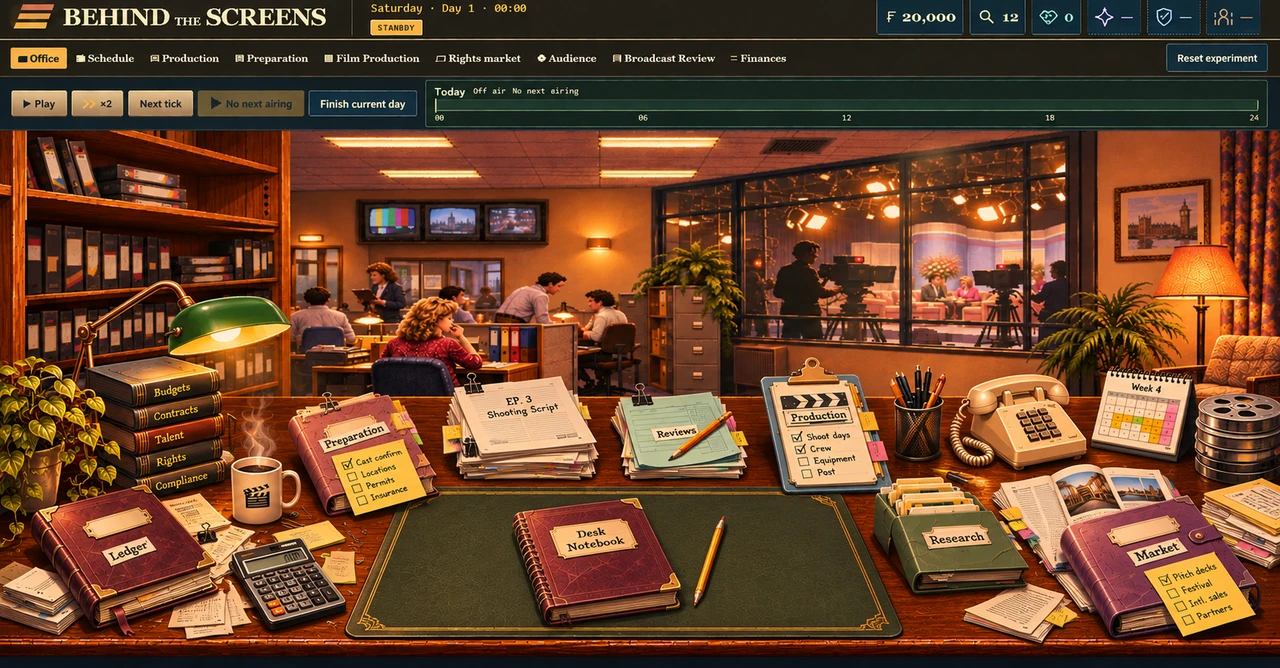 BEHIND THE SCREENS
Saturday · Day 1 · 00:00
STANDBY
₣ 20,000
12
0
—
—
—
Office
Schedule
Production
Preparation
Film Production
Rights market
Audience
Broadcast Review
Finances
Reset experiment
Play
×2
Next tick
No next airing
Finish current day
Today Off air No next airing
00 06 12 18 24
Budgets
Contracts
Talent
Rights
Compliance
Preparation
Cast confirm
Locations
Permits
Insurance
EP. 3
Shooting Script
Reviews
Production
Shoot days
Crew
Equipment
Post
Week 4
Ledger
Desk
Notebook
Research
Market
Pitch decks
Festival
Intl. sales
Partners